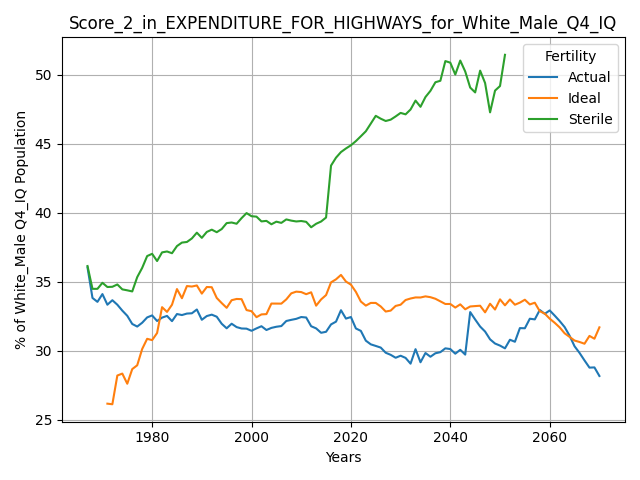 Score_2_in_EXPENDITURE_FOR_HIGHWAYS_for_White_Male_Q4_IQ
Fertility
Actual
Ideal
Sterile
% of White_Male Q4_IQ Population
50
45
40
35
30
25
1980
2000
2020
2040
2060
Years